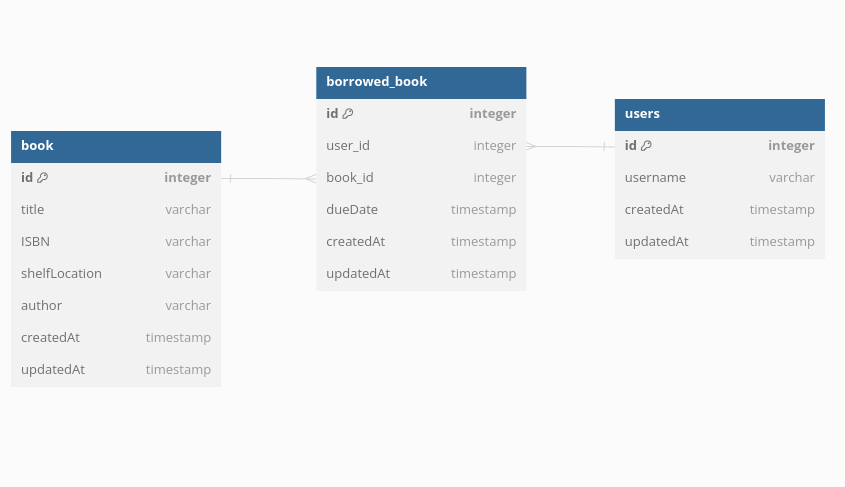 book
id integer
title varchar
ISBN varchar
shelfLocation varchar
author varchar
createdAt timestamp
updatedAt timestamp
borrowed_book
id integer
user_id integer
book_id integer
dueDate timestamp
createdAt timestamp
updatedAt timestamp
users
id integer
username varchar
createdAt timestamp
updatedAt timestamp